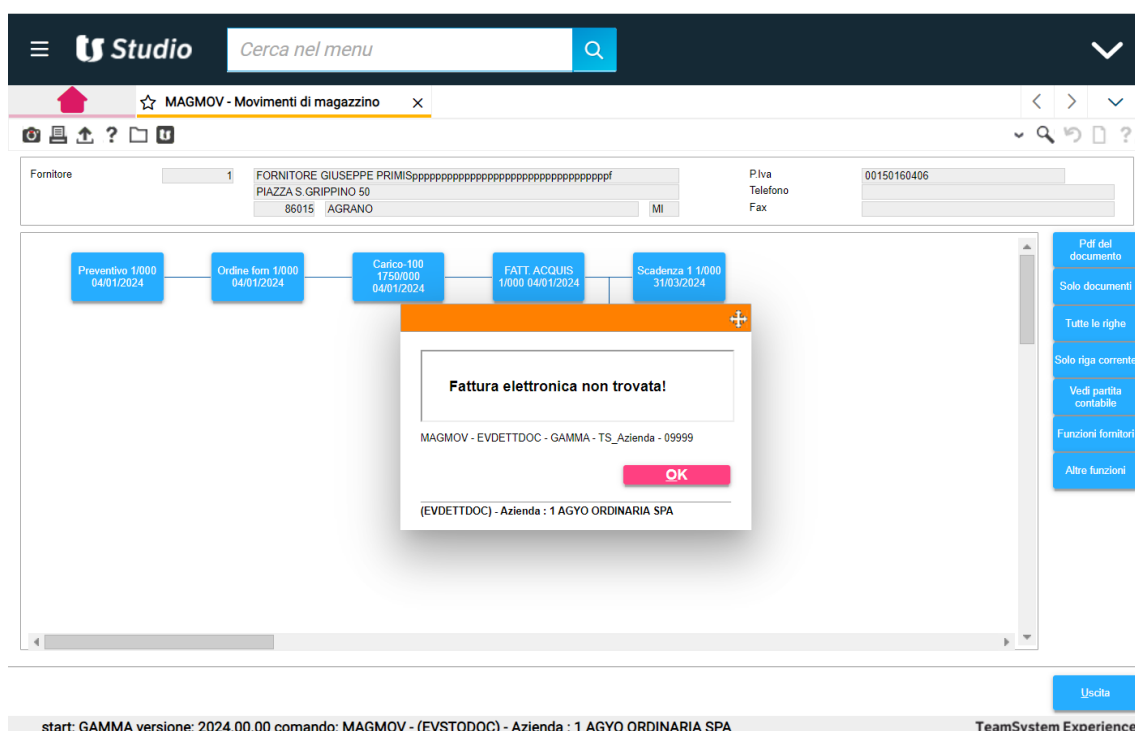 Studio
Cerca nel menu
MAGMOV - Movimenti di magazzino
Fornitore 1 FORNITORE GIUSEPPE PRIMISpppppppppppppppppppppppppppppppppppf P.Iva 00150160406
PIAZZA S.GRIPPINO 50 Telefono
86015 AGRANO MI Fax
Preventivo 1/000
04/01/2024
Ordine forn 1/000
04/01/2024
Carico-100
1750/000
04/01/2024
FATT. ACQUIS
1/000 04/01/2024
Scadenza 1 1/000
31/03/2024
Pdf del
documento
Solo documenti
Tutte le righe
Solo riga corrente
Vedi partita
contabile
Funzioni fornitori
Altre funzioni
Fattura elettronica non trovata!
MAGMOV - EVDETTDOC - GAMMA - TS_Azienda - 09999
OK
(EVDETTDOC) - Azienda : 1 AGYO ORDINARIA SPA
Uscita
start: GAMMA versione: 2024.00.00 comando: MAGMOV - (EVSTODOC) - Azienda : 1 AGYO ORDINARIA SPA
TeamSystem Experience